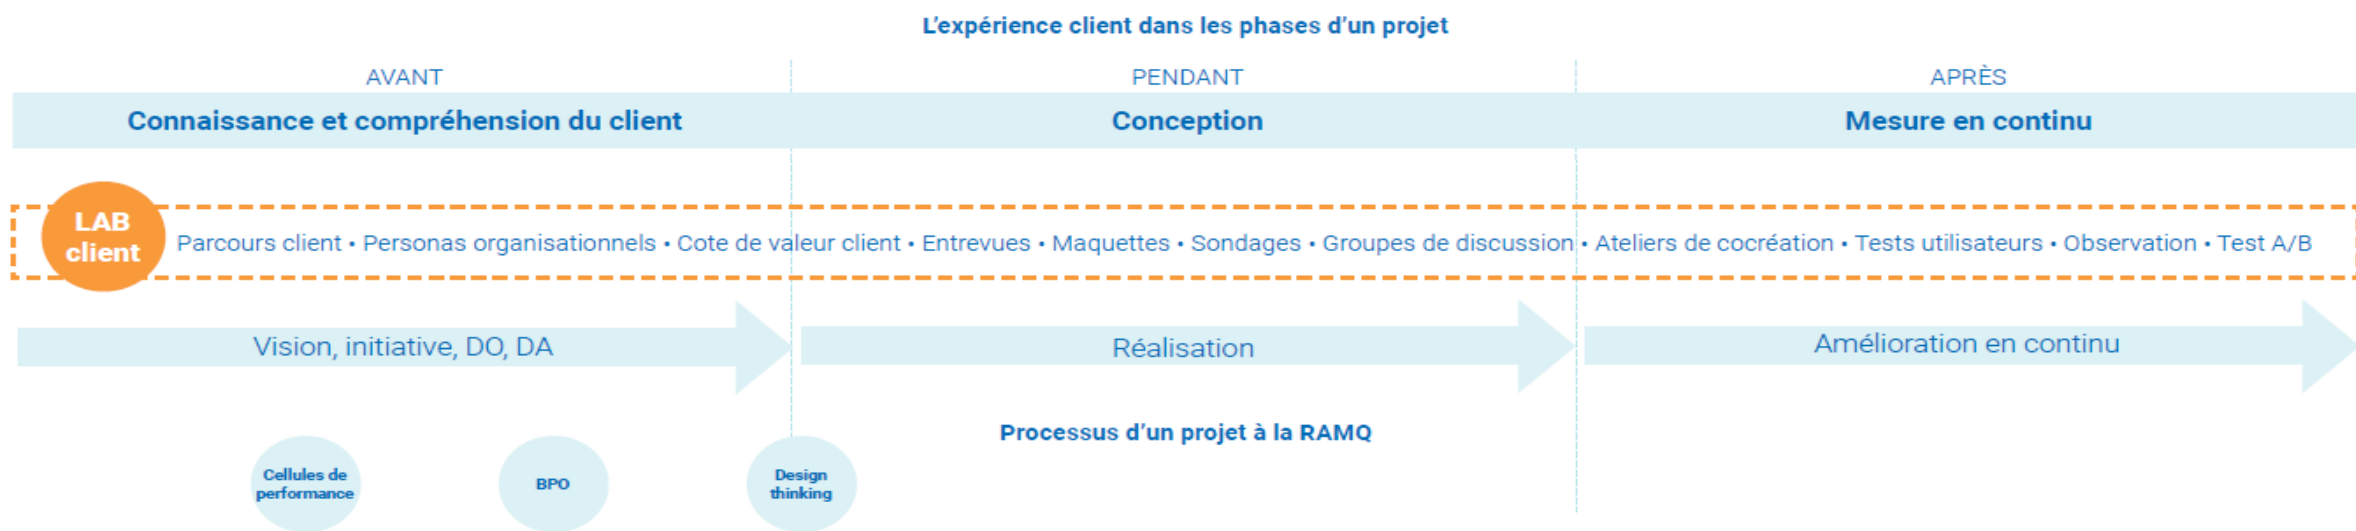 L'expérience client dans les phases d'un projet
AVANT
PENDANT
APRÈS
Connaissance et compréhension du client
Conception
Mesure en continu
LAB
client
Parcours client • Personas organisationnels • Cote de valeur client • Entrevues • Maquettes • Sondages • Groupes de discussion • Ateliers de cocréation • Tests utilisateurs • Observation • Test A/B
Vision, initiative, DO, DA
Réalisation
Amélioration en continu
Processus d'un projet à la RAMQ
Cellules de
performance
BPO
Design
thinking